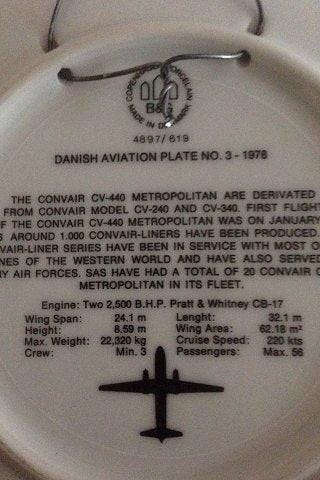 COPENHAGEN PORCELAIN
B&G
MADE IN DENMARK
4897/619
DANISH AVIATION PLATE NO. 3 - 1976
THE CONVAIR CV-440 METROPOLITAN ARE DERIVATED
FROM CONVAIR MODEL CV-240 AND CV-340. FIRST FLIGHT
F THE CONVAIR CV-440 METROPOLITAN WAS ON JANUARY
S AROUND 1.000 CONVAIR-LINERS HAVE BEEN PRODUCED.
VAIR-LINER SERIES HAVE BEEN IN SERVICE WITH MOST O
NES OF THE WESTERN WORLD AND HAVE ALSO SERVED
NY AIR FORCES. SAS HAVE HAD A TOTAL OF 20 CONVAIR C
METROPOLITAN IN ITS FLEET.
Engine: Two 2,500 B.H.P. Pratt & Whitney CB-17
Wing Span: 24.1 m Lenght: 32.1 m
Height: 8.59 m Wing Area: 62.18 m²
Max. Weight: 22,320 kg Cruise Speed: 220 kts
Crew: Min. 3 Passengers: Max. 56